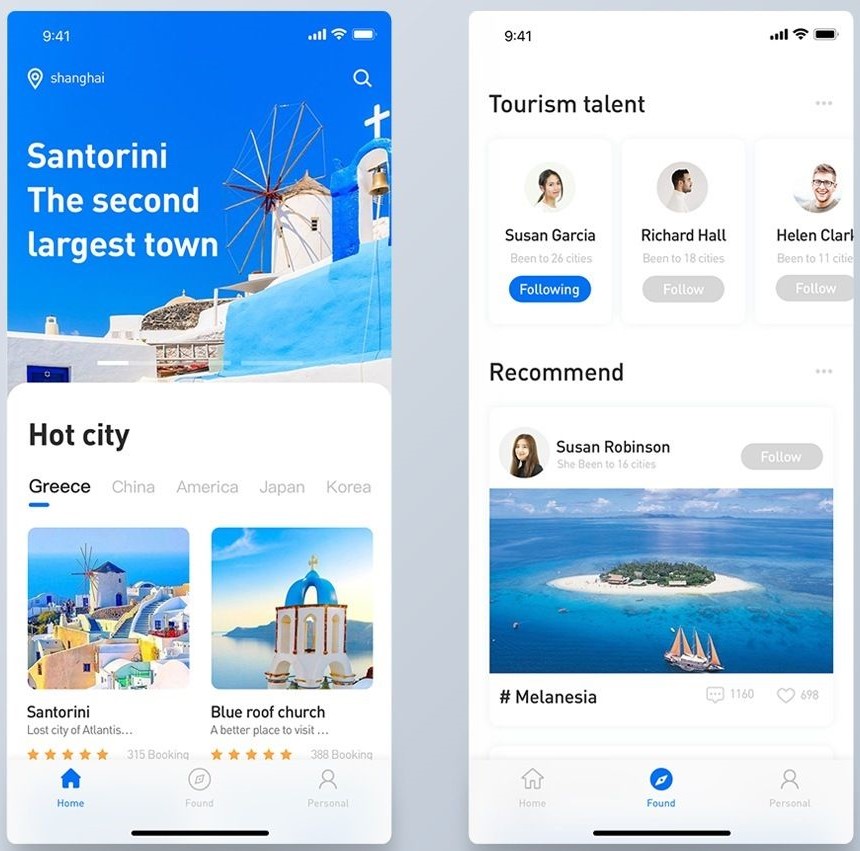 9:41
shanghai
Santorini
The second
largest town
Hot city
Greece China America Japan Korea
Santorini
Lost city of Atlantis...
315 Booking
Blue roof church
A better place to visit ...
388 Booking
Home Found Personal
9:41
Tourism talent
Susan Garcia
Been to 26 cities
Following
Richard Hall
Been to 18 cities
Follow
Helen Clark
Been to 11 citie
Follow
Recommend
Susan Robinson
She Been to 16 cities
Follow
# Melanesia
1160
698
Home Found Personal